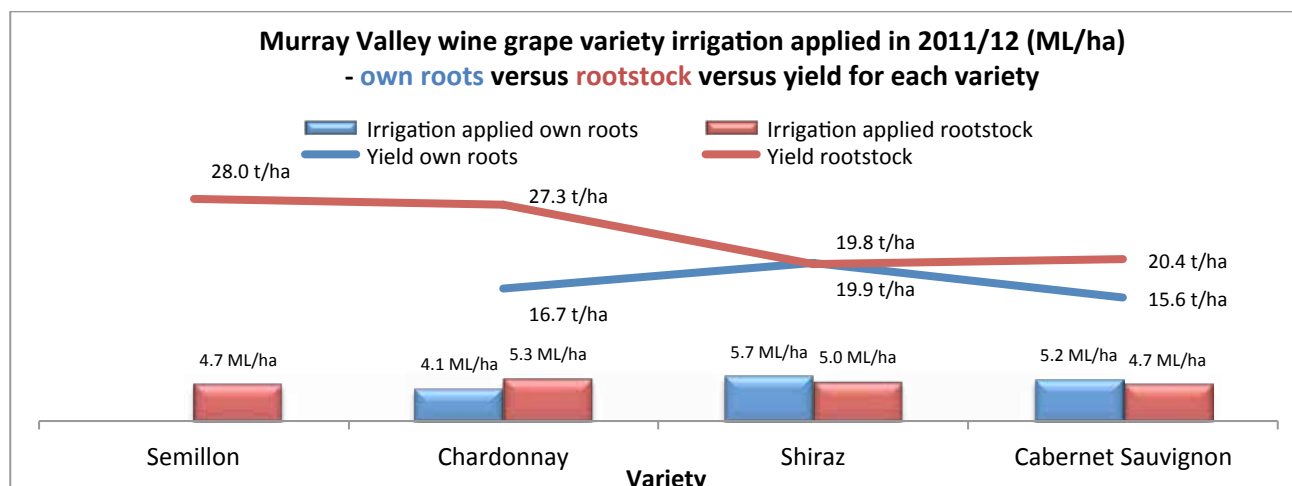 Murray Valley wine grape variety irrigation applied in 2011/12 (ML/ha)
- own roots versus rootstock versus yield for each variety
Irrigation applied own roots
Irrigation applied rootstock
Yield own roots
Yield rootstock
28.0 t/ha
27.3 t/ha
19.8 t/ha
20.4 t/ha
16.7 t/ha
19.9 t/ha
15.6 t/ha
4.7 ML/ha
4.1 ML/ha
5.3 ML/ha
5.7 ML/ha
5.0 ML/ha
5.2 ML/ha
4.7 ML/ha
Semillon
Chardonnay
Shiraz
Cabernet Sauvignon
Variety